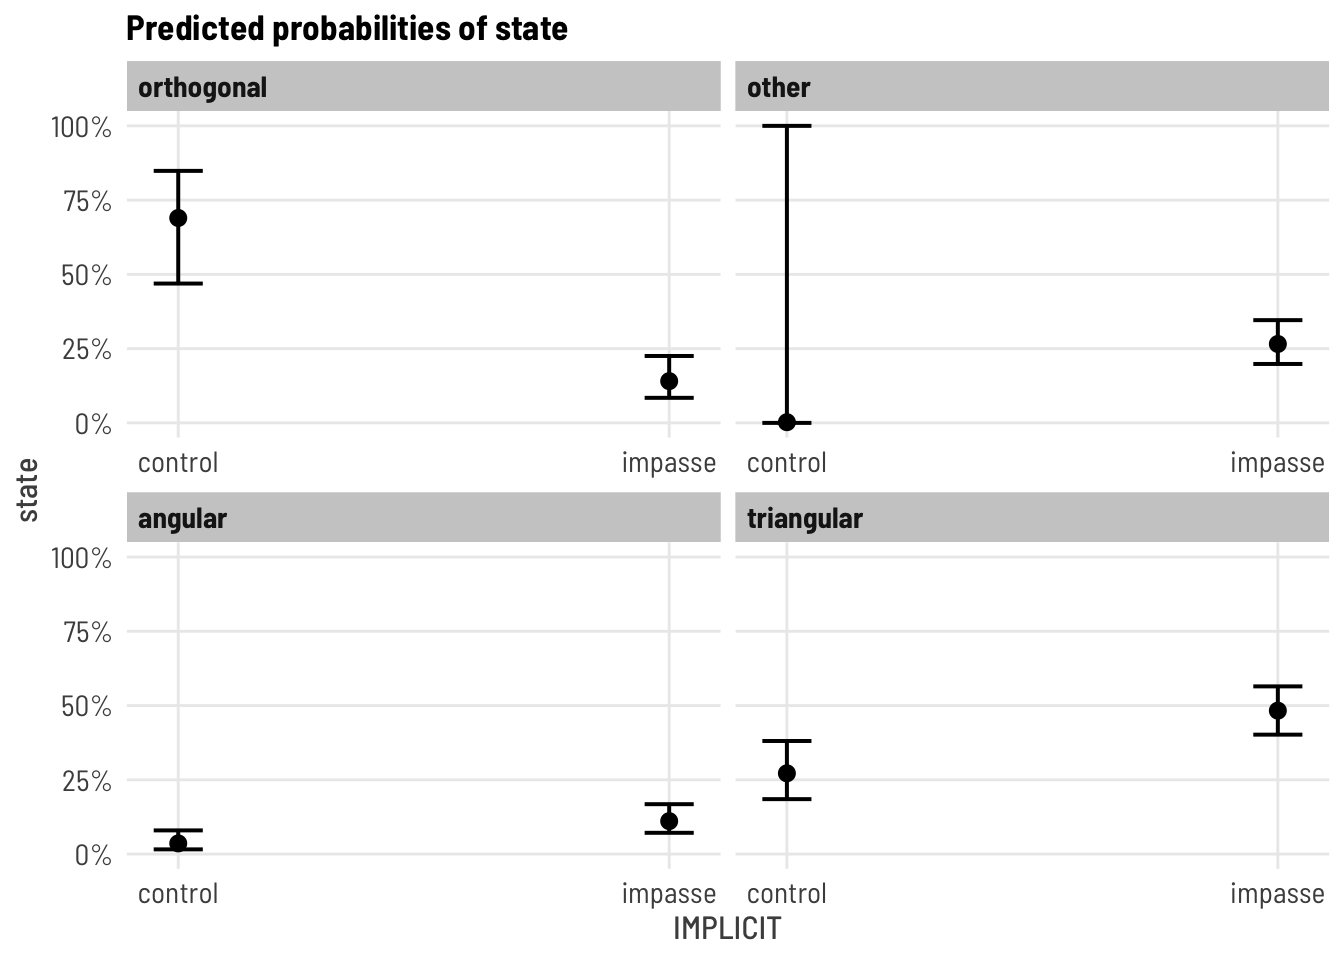 Predicted probabilities of state
orthogonal
other
100%
75%
50%
25%
0%
control
impasse
control
impasse
state
angular
triangular
100%
75%
50%
25%
0%
control
impasse
control
impasse
IMPLICIT